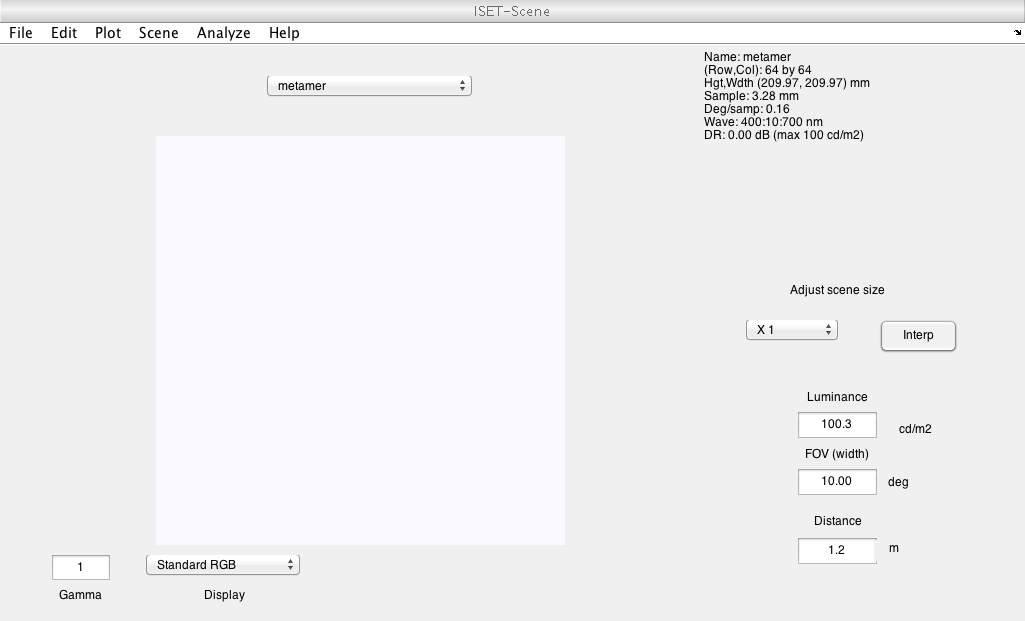 ISET-Scene
File Edit Plot Scene Analyze Help
metamer
Name: metamer
(Row,Col): 64 by 64
Hgt,Wdth (209.97, 209.97) mm
Sample: 3.28 mm
Deg/samp: 0.16
Wave: 400:10:700 nm
DR: 0.00 dB (max 100 cd/m2)
Adjust scene size
X 1 Interp
Luminance
100.3 cd/m2
FOV (width)
10.00 deg
Distance
1.2 m
1 Standard RGB
Gamma Display